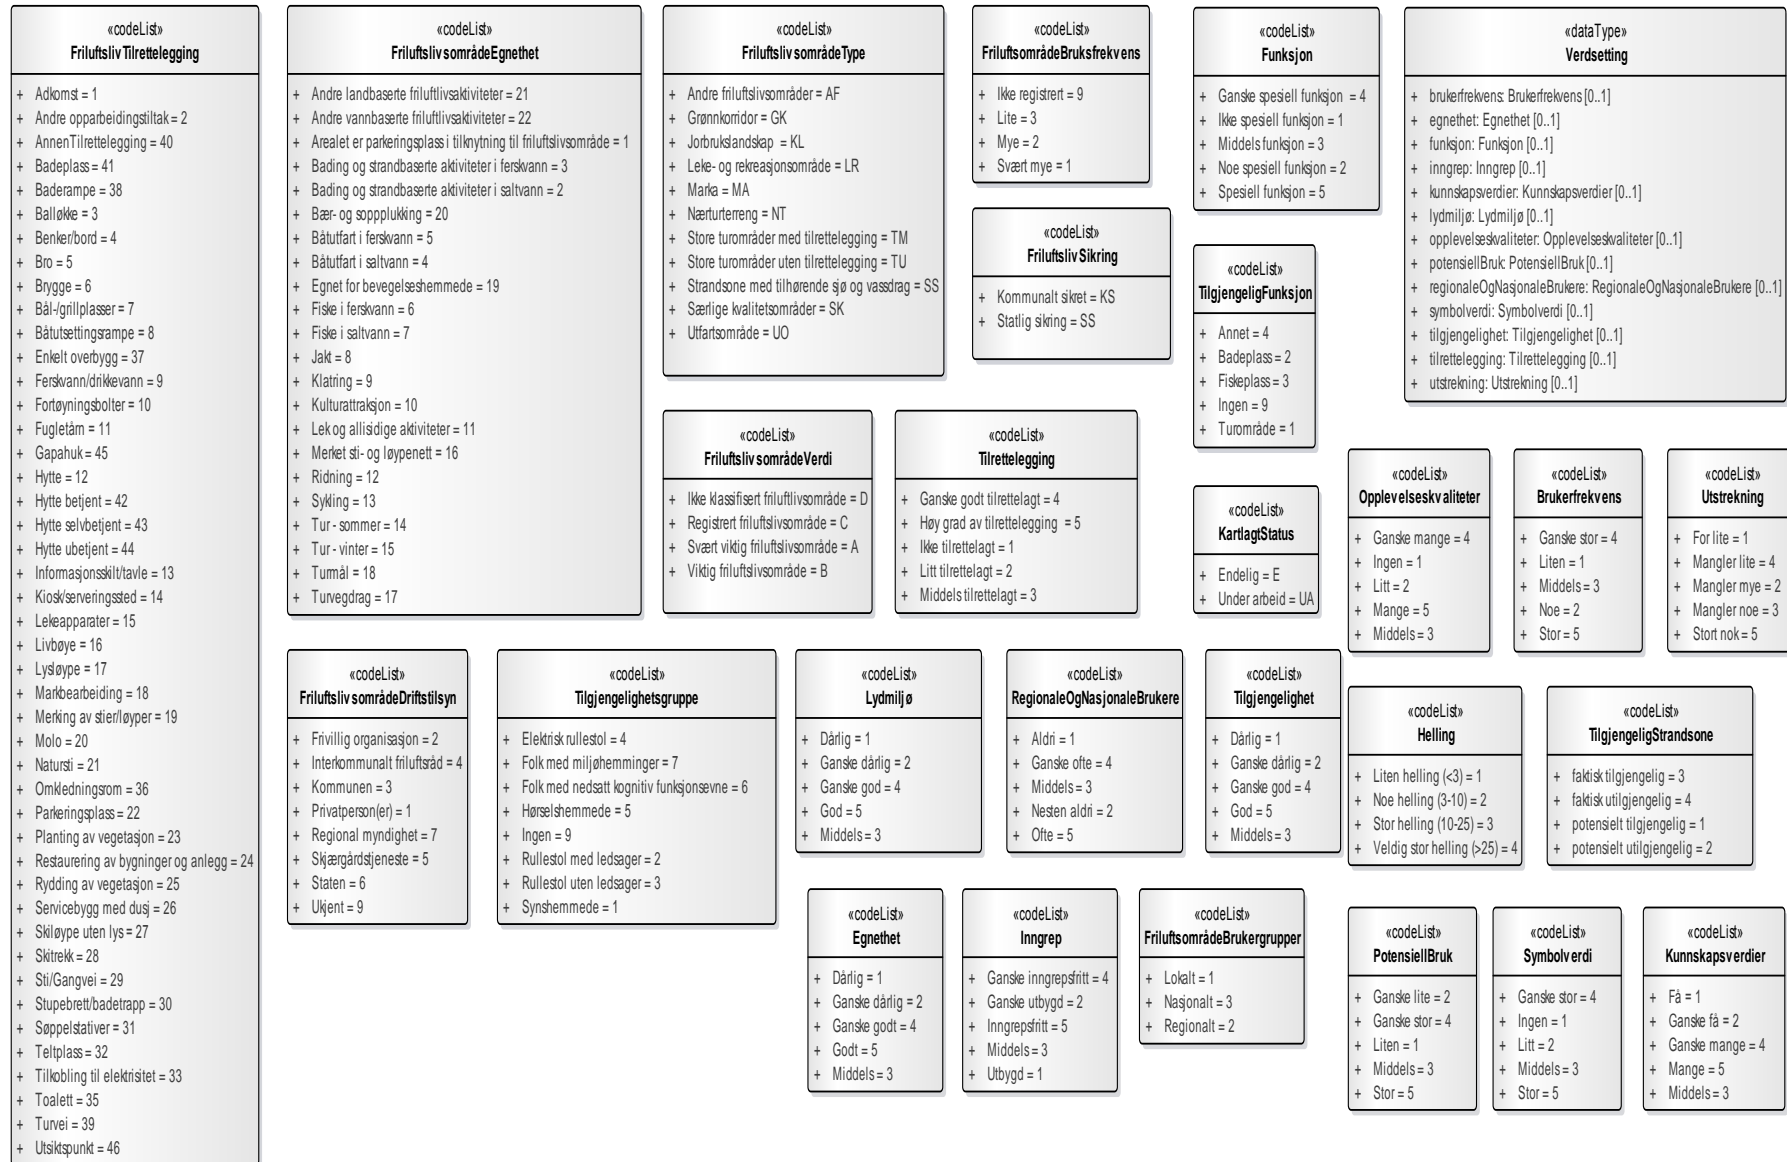 «codeList»
FriluftslivTilrettelegging
+ Adkomst = 1
+ Andre opparbeidingstiltak = 2
+ AnnenTilrettelegging = 40
+ Badeplass = 41
+ Baderampe = 38
+ Balløkke = 3
+ Benker/bord = 4
+ Bro = 5
+ Brygge = 6
+ Bål-/grillplasser = 7
+ Båtutsettingsrampe = 8
+ Enkelt overbygg = 37
+ Ferskvann/drikkevann = 9
+ Fortøyningsbolter = 10
+ Fugletårn = 11
+ Gapahuk = 45
+ Hytte = 12
+ Hytte betjent = 42
+ Hytte selvbetjent = 43
+ Hytte ubetjent = 44
+ Informasjonsskilt/tavle = 13
+ Kiosk/serveringssted = 14
+ Lekeapparater = 15
+ Livbøye = 16
+ Lysløype = 17
+ Markbearbeiding = 18
+ Merking av stier/løyper = 19
+ Molo = 20
+ Natursti = 21
+ Omkledningsrom = 36
+ Parkeringsplass = 22
+ Planting av vegetasjon = 23
+ Restaurering av bygninger og anlegg = 24
+ Rydding av vegetasjon = 25
+ Servicebygg med dusj = 26
+ Skiløype uten lys = 27
+ Skitrekk = 28
+ Sti/Gangvei = 29
+ Stupebrett/badetrapp = 30
+ Søppelstativer = 31
+ Teltplass = 32
+ Tilkobling til elektrisitet = 33
+ Toalett = 35
+ Turvei = 39
+ Utsiktspunkt = 46
«codeList»
FriluftslivsområdeEgnethet
+ Andre landbaserte friluftlivsaktiviteter = 21
+ Andre vannbaserte friluftlivsaktiviteter = 22
+ Arealet er parkeringsplass i tilknytning til friluftslivsområde = 1
+ Bading og strandbaserte aktiviteter i ferskvann = 3
+ Bading og strandbaserte aktiviteter i saltvann = 2
+ Bær- og soppplukking = 20
+ Båtutfart i ferskvann = 5
+ Båtutfart i saltvann = 4
+ Egnet for bevegelseshemmede = 19
+ Fiske i ferskvann = 6
+ Fiske i saltvann = 7
+ Jakt = 8
+ Klatring = 9
+ Kulturattraksjon = 10
+ Lek og allisidige aktiviteter = 11
+ Merket sti- og løypenett = 16
+ Ridning = 12
+ Sykling = 13
+ Tur - sommer = 14
+ Tur - vinter = 15
+ Turmål = 18
+ Turvegdrag = 17
«codeList»
FriluftslivsområdeType
+ Andre friluftslivsområder = AF
+ Grønnkorridor = GK
+ Jorbrukslandskap = KL
+ Leke- og rekreasjonsområde = LR
+ Marka = MA
+ Nærturterreng = NT
+ Store turområder med tilrettelegging = TM
+ Store turområder uten tilrettelegging = TU
+ Strandsone med tilhørende sjø og vassdrag = SS
+ Særlige kvalitetsområder = SK
+ Utfartsområde = UO
«codeList»
FriluftsområdeBruksfrekvens
+ Ikke registrert = 9
+ Lite = 3
+ Mye = 2
+ Svært mye = 1
«codeList»
FriluftslivSikring
+ Kommunalt sikret = KS
+ Statlig sikring = SS
«codeList»
Funksjon
+ Ganske spesiell funksjon = 4
+ Ikke spesiell funksjon = 1
+ Middels funksjon = 3
+ Noe spesiell funksjon = 2
+ Spesiell funksjon = 5
«codeList»
TilgjengeligFunksjon
+ Annet = 4
+ Badeplass = 2
+ Fiskeplass = 3
+ Ingen = 9
+ Turområde = 1
«dataType»
Verdsetting
+ brukerfrekvens: Brukerfrekvens [0..1]
+ egnethet: Egnethet [0..1]
+ funksjon: Funksjon [0..1]
+ inngrep: Inngrep [0..1]
+ kunnskapsverdier: Kunnskapsverdier [0..1]
+ lydmiljø: Lydmiljø [0..1]
+ opplevelseskvaliteter: Opplevelseskvaliteter [0..1]
+ potensiellBruk: PotensiellBruk [0..1]
+ regionaleOgNasjonaleBrukere: RegionaleOgNasjonaleBrukere [0..1]
+ symbolverdi: Symbolverdi [0..1]
+ tilgjengelighet: Tilgjengelighet [0..1]
+ tilrettelegging: Tilrettelegging [0..1]
+ utstrekning: Utstrekning [0..1]
«codeList»
FriluftslivsområdeVerdi
+ Ikke klassifisert friluftlivsområde = D
+ Registrert friluftslivsområde = C
+ Svært viktig friluftslivsområde = A
+ Viktig friluftslivsområde = B
«codeList»
Tilrettelegging
+ Ganske godt tilrettelagt = 4
+ Høy grad av tilrettelegging = 5
+ Ikke tilrettelagt = 1
+ Litt tilrettelagt = 2
+ Middels tilrettelagt = 3
«codeList»
KartlagtStatus
+ Endelig = E
+ Under arbeid = UA
«codeList»
Opplevelseskvaliteter
+ Ganske mange = 4
+ Ingen = 1
+ Litt = 2
+ Mange = 5
+ Middels = 3
«codeList»
Brukerfrekvens
+ Ganske stor = 4
+ Liten = 1
+ Middels = 3
+ Noe = 2
+ Stor = 5
«codeList»
Utstrekning
+ For lite = 1
+ Mangler lite = 4
+ Mangler mye = 2
+ Mangler noe = 3
+ Stort nok = 5
«codeList»
FriluftslivsområdeDriftstilsyn
+ Frivillig organisasjon = 2
+ Interkommunalt friluftsråd = 4
+ Kommunen = 3
+ Privatperson(er) = 1
+ Regional myndighet = 7
+ Skjærgårdstjeneste = 5
+ Staten = 6
+ Ukjent = 9
«codeList»
Tilgjengelighetsgruppe
+ Elektrisk rullestol = 4
+ Folk med miljøhemminger = 7
+ Folk med nedsatt kognitiv funksjonsevne = 6
+ Hørselshemmede = 5
+ Ingen = 9
+ Rullestol med ledsager = 2
+ Rullestol uten ledsager = 3
+ Synshemmede = 1
«codeList»
Lydmiljø
+ Dårlig = 1
+ Ganske dårlig = 2
+ Ganske god = 4
+ God = 5
+ Middels = 3
«codeList»
RegionaleOgNasjonaleBrukere
+ Aldri = 1
+ Ganske ofte = 4
+ Middels = 3
+ Nesten aldri = 2
+ Ofte = 5
«codeList»
Tilgjengelighet
+ Dårlig = 1
+ Ganske dårlig = 2
+ Ganske god = 4
+ God = 5
+ Middels = 3
«codeList»
Helling
+ Liten helling (<3) = 1
+ Noe helling (3-10) = 2
+ Stor helling (10-25) = 3
+ Veldig stor helling (>25) = 4
«codeList»
TilgjengeligStrandsone
+ faktisk tilgjengelig = 3
+ faktisk utilgjengelig = 4
+ potensielt tilgjengelig = 1
+ potensielt utilgjengelig = 2
«codeList»
Egnethet
+ Dårlig = 1
+ Ganske dårlig = 2
+ Ganske godt = 4
+ Godt = 5
+ Middels = 3
«codeList»
Inngrep
+ Ganske inngrepsfritt = 4
+ Ganske utbygd = 2
+ Inngrepsfritt = 5
+ Middels = 3
+ Utbygd = 1
«codeList»
FriluftsområdeBrukergrupper
+ Lokalt = 1
+ Nasjonalt = 3
+ Regionalt = 2
«codeList»
PotensiellBruk
+ Ganske lite = 2
+ Ganske stor = 4
+ Liten = 1
+ Middels = 3
+ Stor = 5
«codeList»
Symbolverdi
+ Ganske stor = 4
+ Ingen = 1
+ Litt = 2
+ Middels = 3
+ Stor = 5
«codeList»
Kunnskapsverdier
+ Få = 1
+ Ganske få = 2
+ Ganske mange = 4
+ Mange = 5
+ Middels = 3